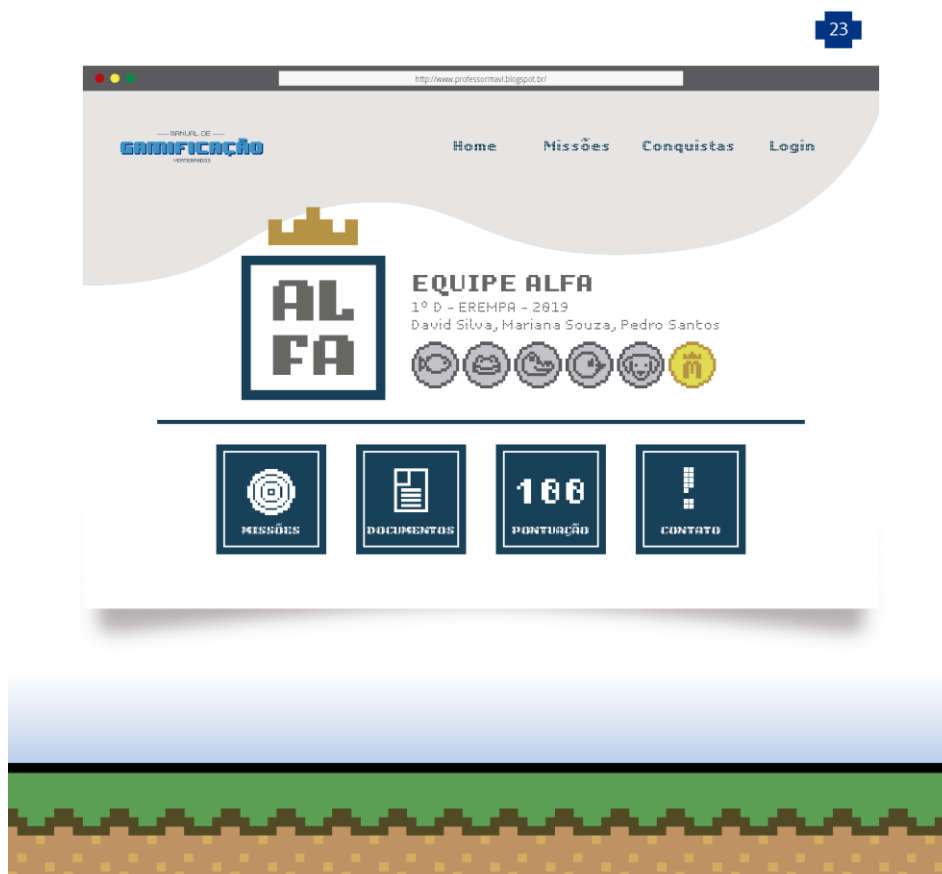 23
http://www.professormavi.blogspot.br/
MANUAL DE
GAMIFICAÇÃO
VERTEBRADOS
Home Missões Conquistas Login
AL
FA
EQUIPE ALFA
1º D - EREMPA - 2019
David Silva, Mariana Souza, Pedro Santos
M
MISSÕES
DOCUMENTOS
100
PONTUAÇÃO
!
CONTATO